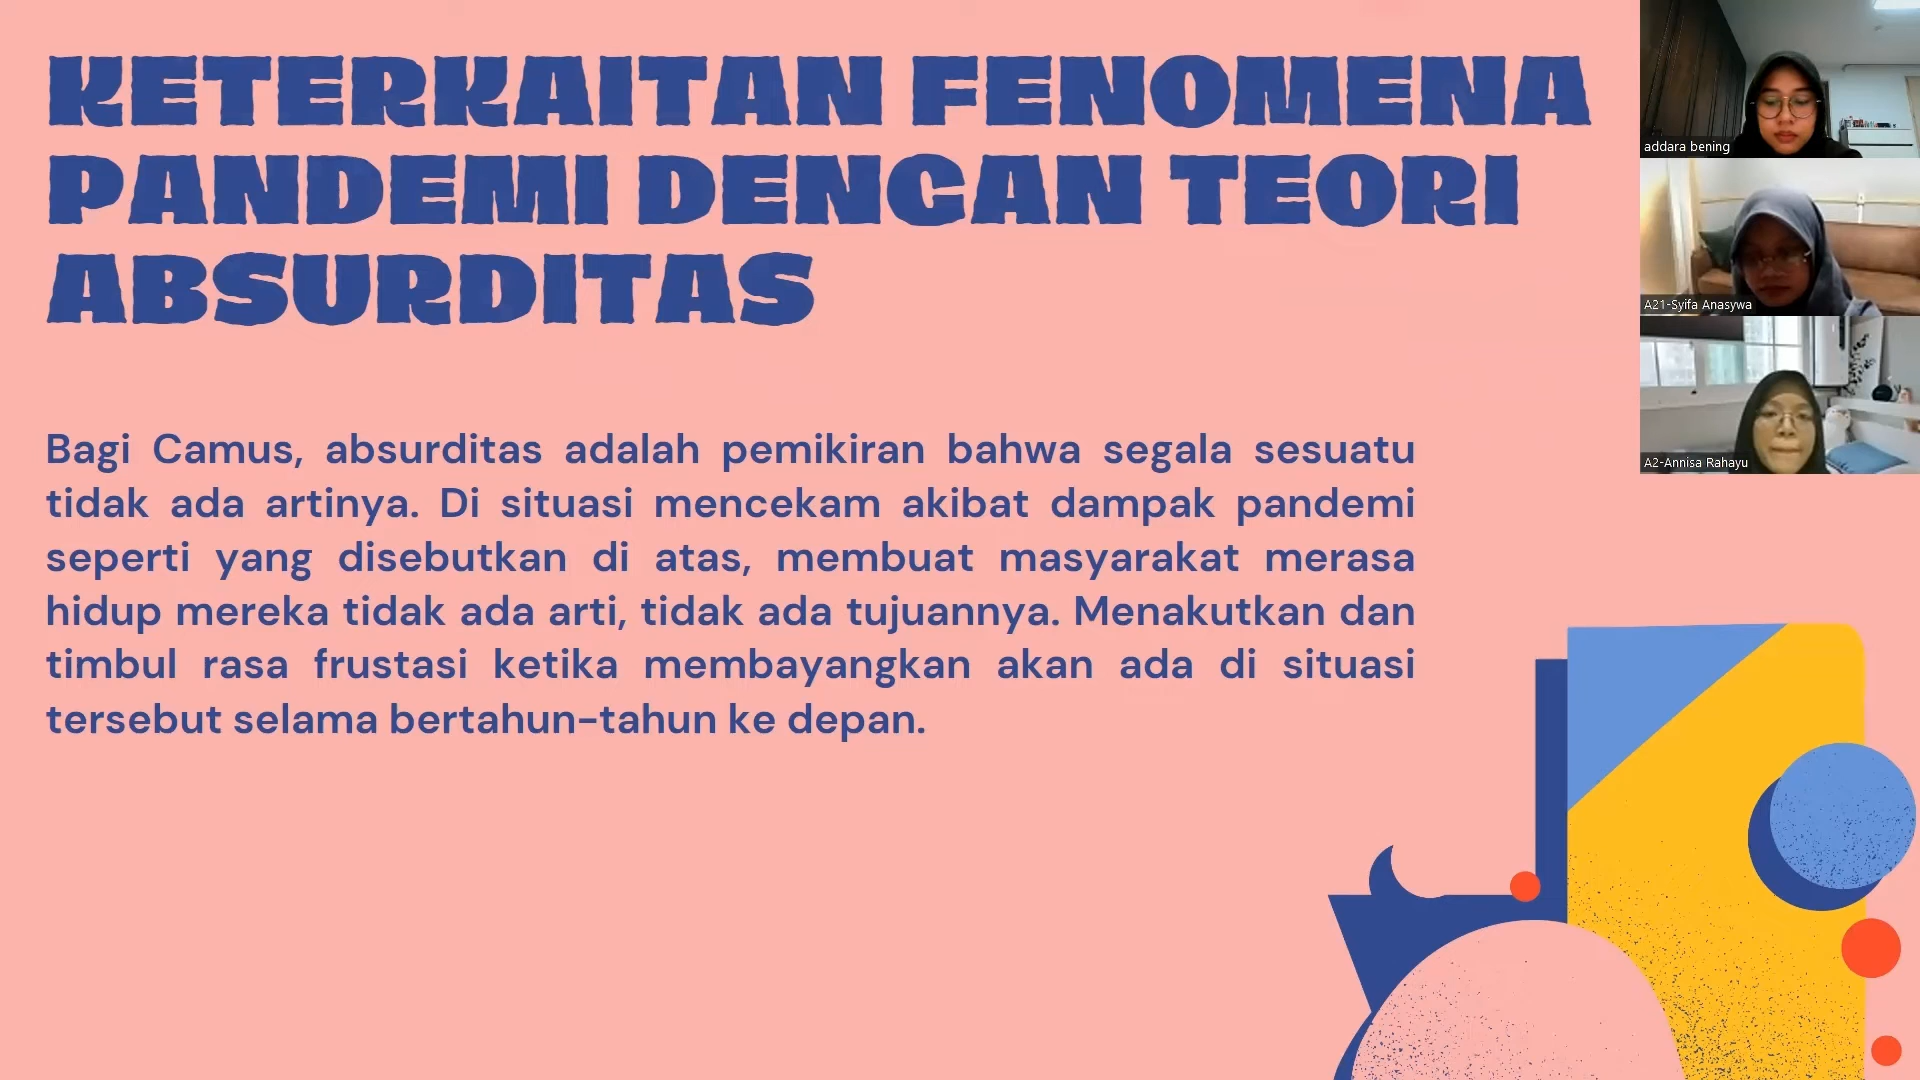 KETERKAITAN FENOMENA
PANDEMI DENGAN TEORI
ABSURDITAS
Bagi Camus, absurditas adalah pemikiran bahwa segala sesuatu
tidak ada artinya. Di situasi mencekam akibat dampak pandemi
seperti yang disebutkan di atas, membuat masyarakat merasa
hidup mereka tidak ada arti, tidak ada tujuannya. Menakutkan dan
timbul rasa frustasi ketika membayangkan akan ada di situasi
tersebut selama bertahun-tahun ke depan.
addara bening
A21-Syifa Anasywa
A2-Annisa Rahayu